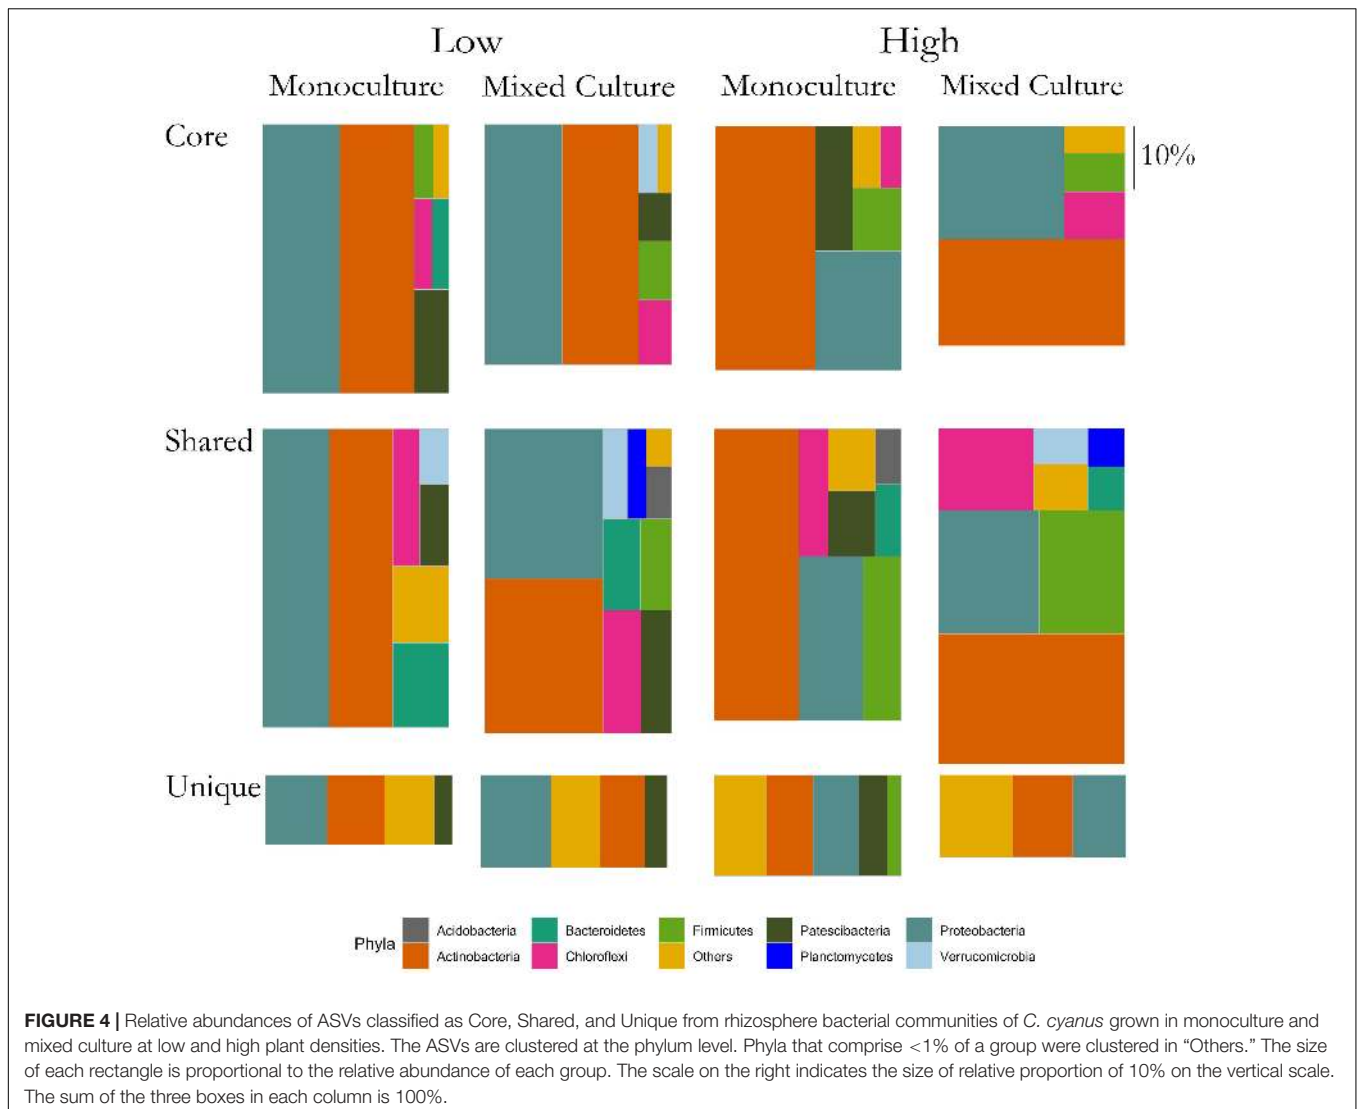 Low High
Monoculture Mixed Culture Monoculture Mixed Culture
Core
10%
Shared
Unique
Phyla
Acidobacteria Bacteroidetes Firmicutes Patescibacteria Proteobacteria
Actinobacteria Chloroflexi Others Planctomycetes Verrucomicrobia
FIGURE 4 | Relative abundances of ASVs classified as Core, Shared, and Unique from rhizosphere bacterial communities of C. cyanus grown in monoculture and
mixed culture at low and high plant densities. The ASVs are clustered at the phylum level. Phyla that comprise <1% of a group were clustered in “Others.” The size
of each rectangle is proportional to the relative abundance of each group. The scale on the right indicates the size of relative proportion of 10% on the vertical scale.
The sum of the three boxes in each column is 100%.